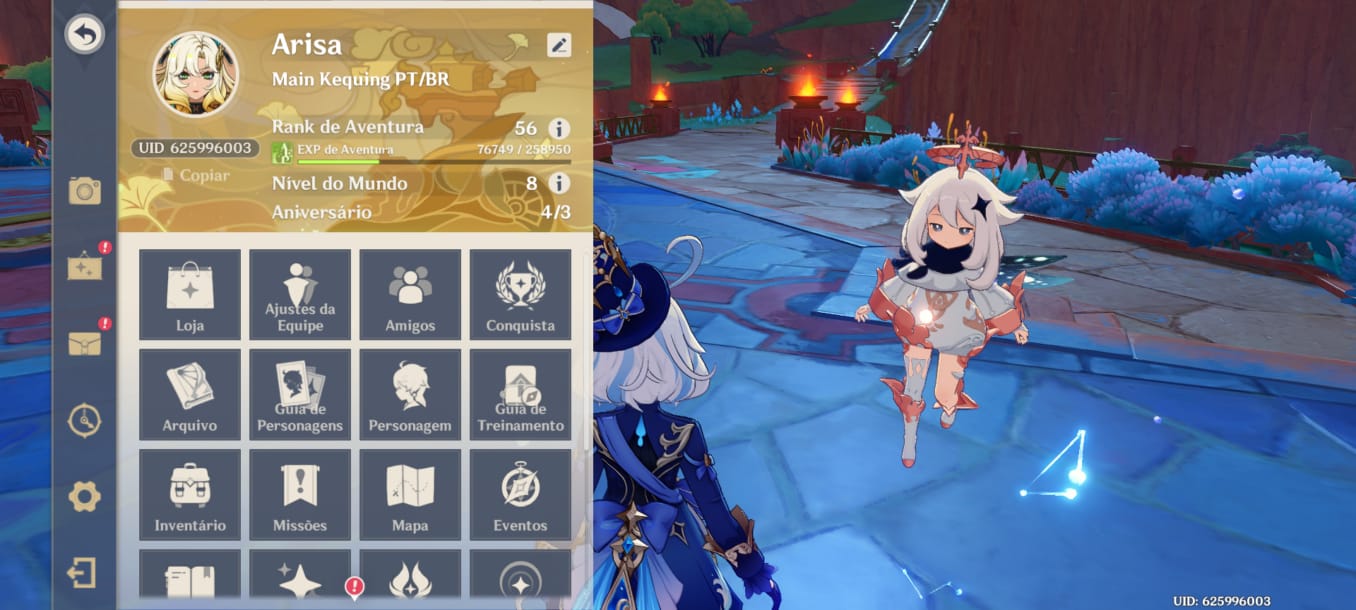 Arisa
Main Kequing PT/BR
Rank de Aventura 56
UID 625996003
EXP de Aventura 76749 / 258950
Copiar
Nível do Mundo 8
Aniversário 4/3
Loja
Ajustes da
Equipe
Amigos
Conquista
Arquivo
Guia de
Personagens
Personagem
Guia de
Treinamento
Inventário
Missões
Mapa
Eventos
UID: 625996003